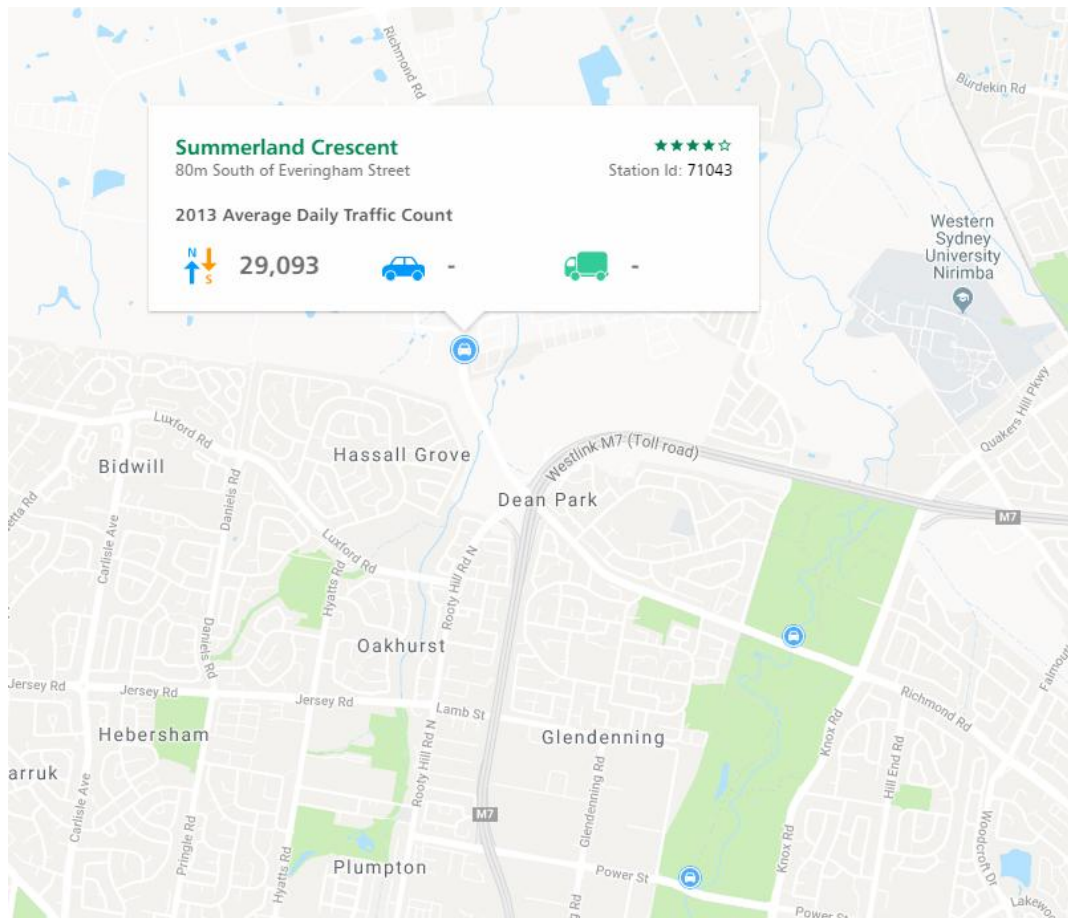 Richmond Rd
Burdekin Rd
Summerland Crescent
80m South of Everingham Street
Station Id: 71043
2013 Average Daily Traffic Count
N
S
29,093
-
-
Western
Sydney
University
Nirimba
Quakers Hill Pkwy
Luxford Rd
Bidwill
Hassall Grove
Westlink M7 (Toll road)
Daniels Rd
etta Rd
Dean Park
M7
Carlisle Ave
Luxford Rd
Rooty Hill Rd N
Hyatts Rd
Oakhurst
Daniels Rd
Falmout
Jersey Rd
Jersey Rd
Jersey Rd
Richmond Rd
Lamb St
Hebersham
Glendenning
Knox Rd
Rooty Hill Rd N
Hill End Rd
arruk
Glendenning Rd
Carlisle Ave
M7
Pringle Rd
Knox Rd
Woodcroft Dr
Hyatts Rd
Plumpton
Power St
Lakewoo
Power St